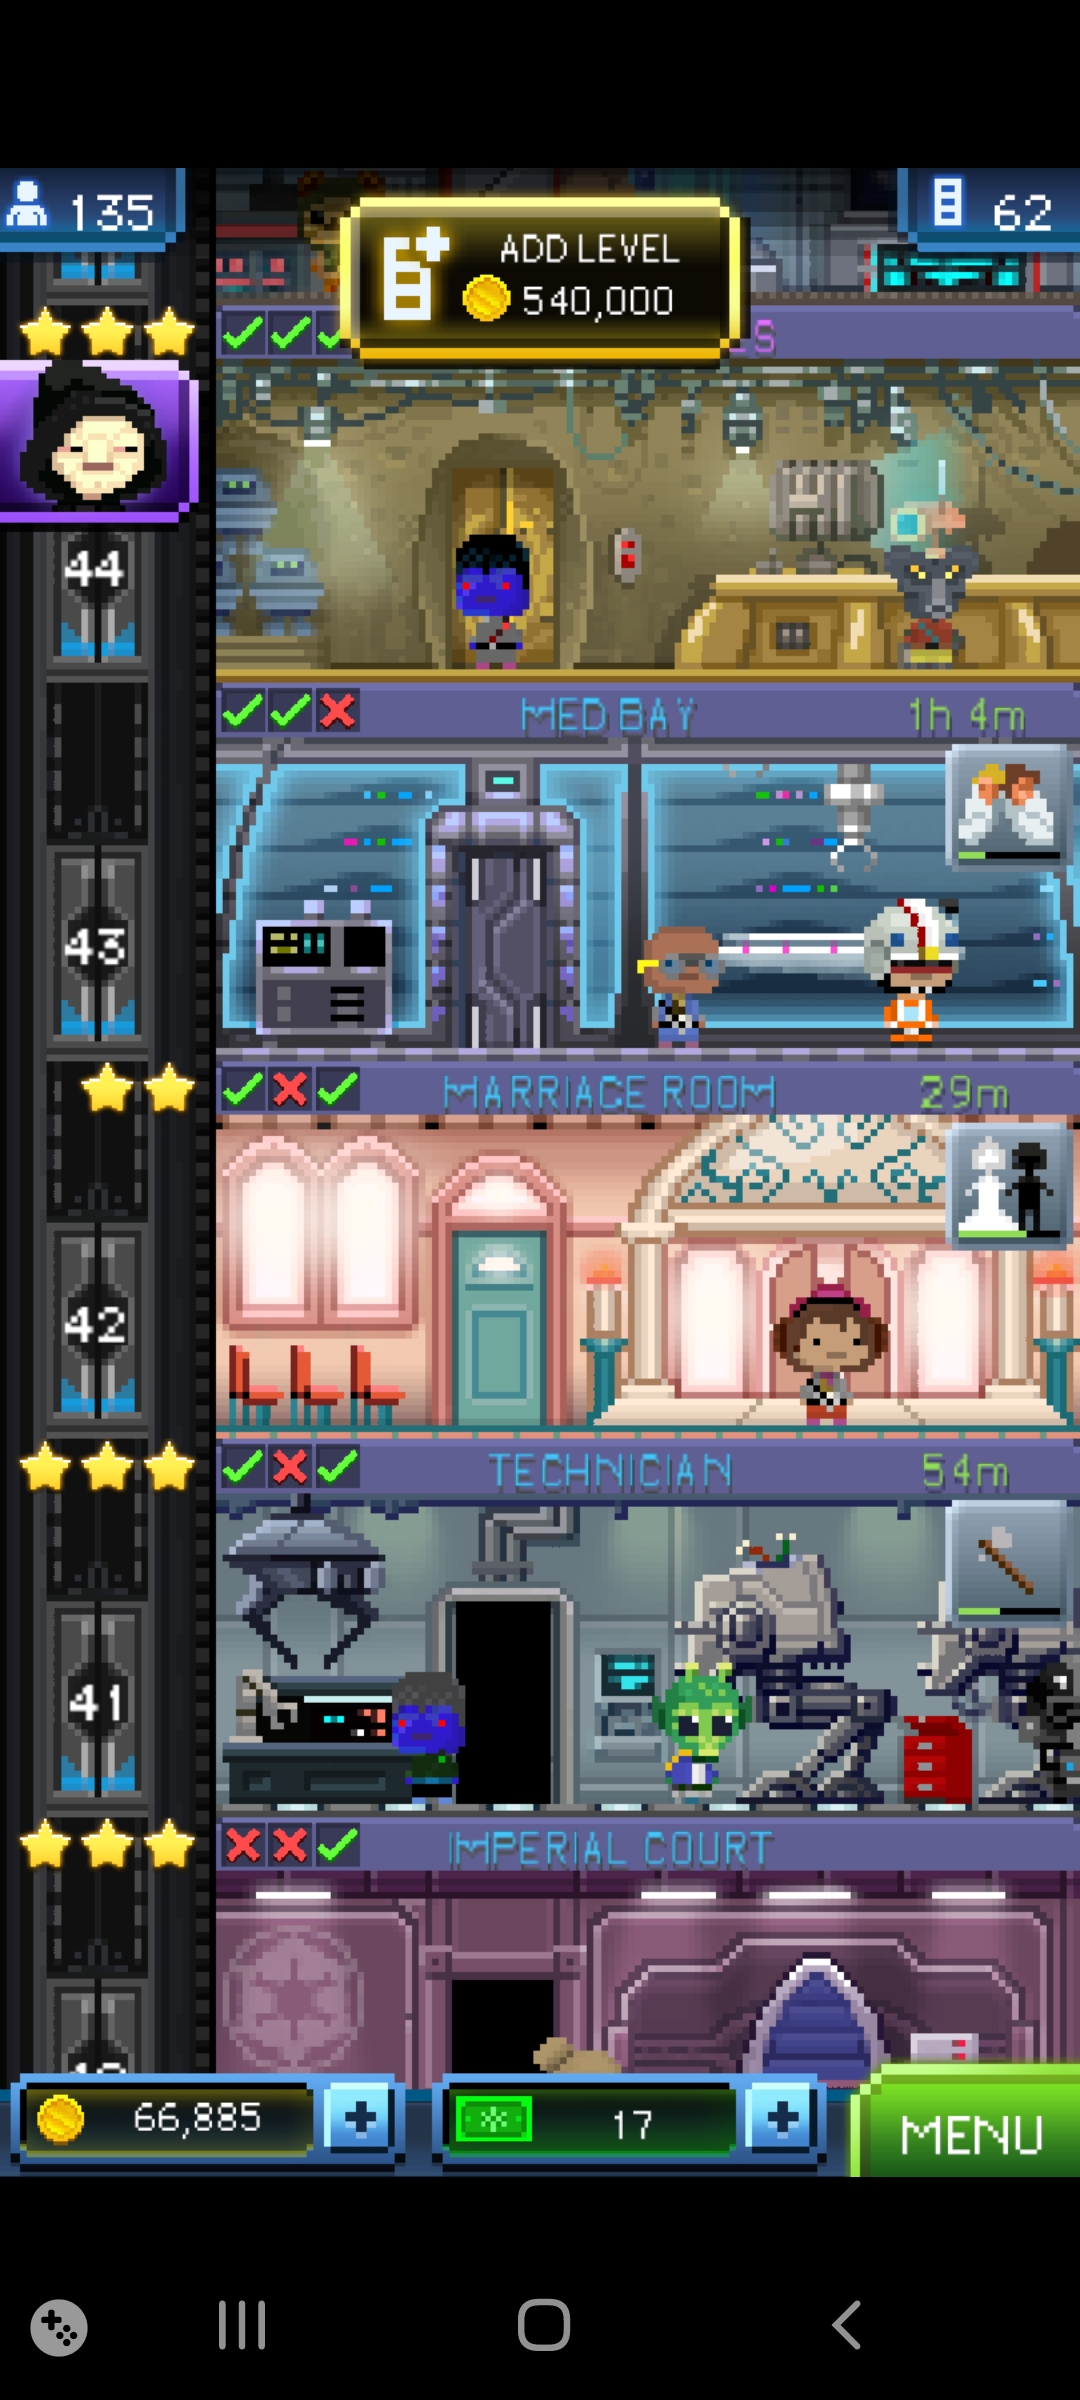 135
62
ADD LEVEL
540,000
44
MED BAY 1h 4m
43
MARRIAGE ROOM 29m
42
TECHNICIAN 54m
41
IMPERIAL COURT
66,885
17
MENU